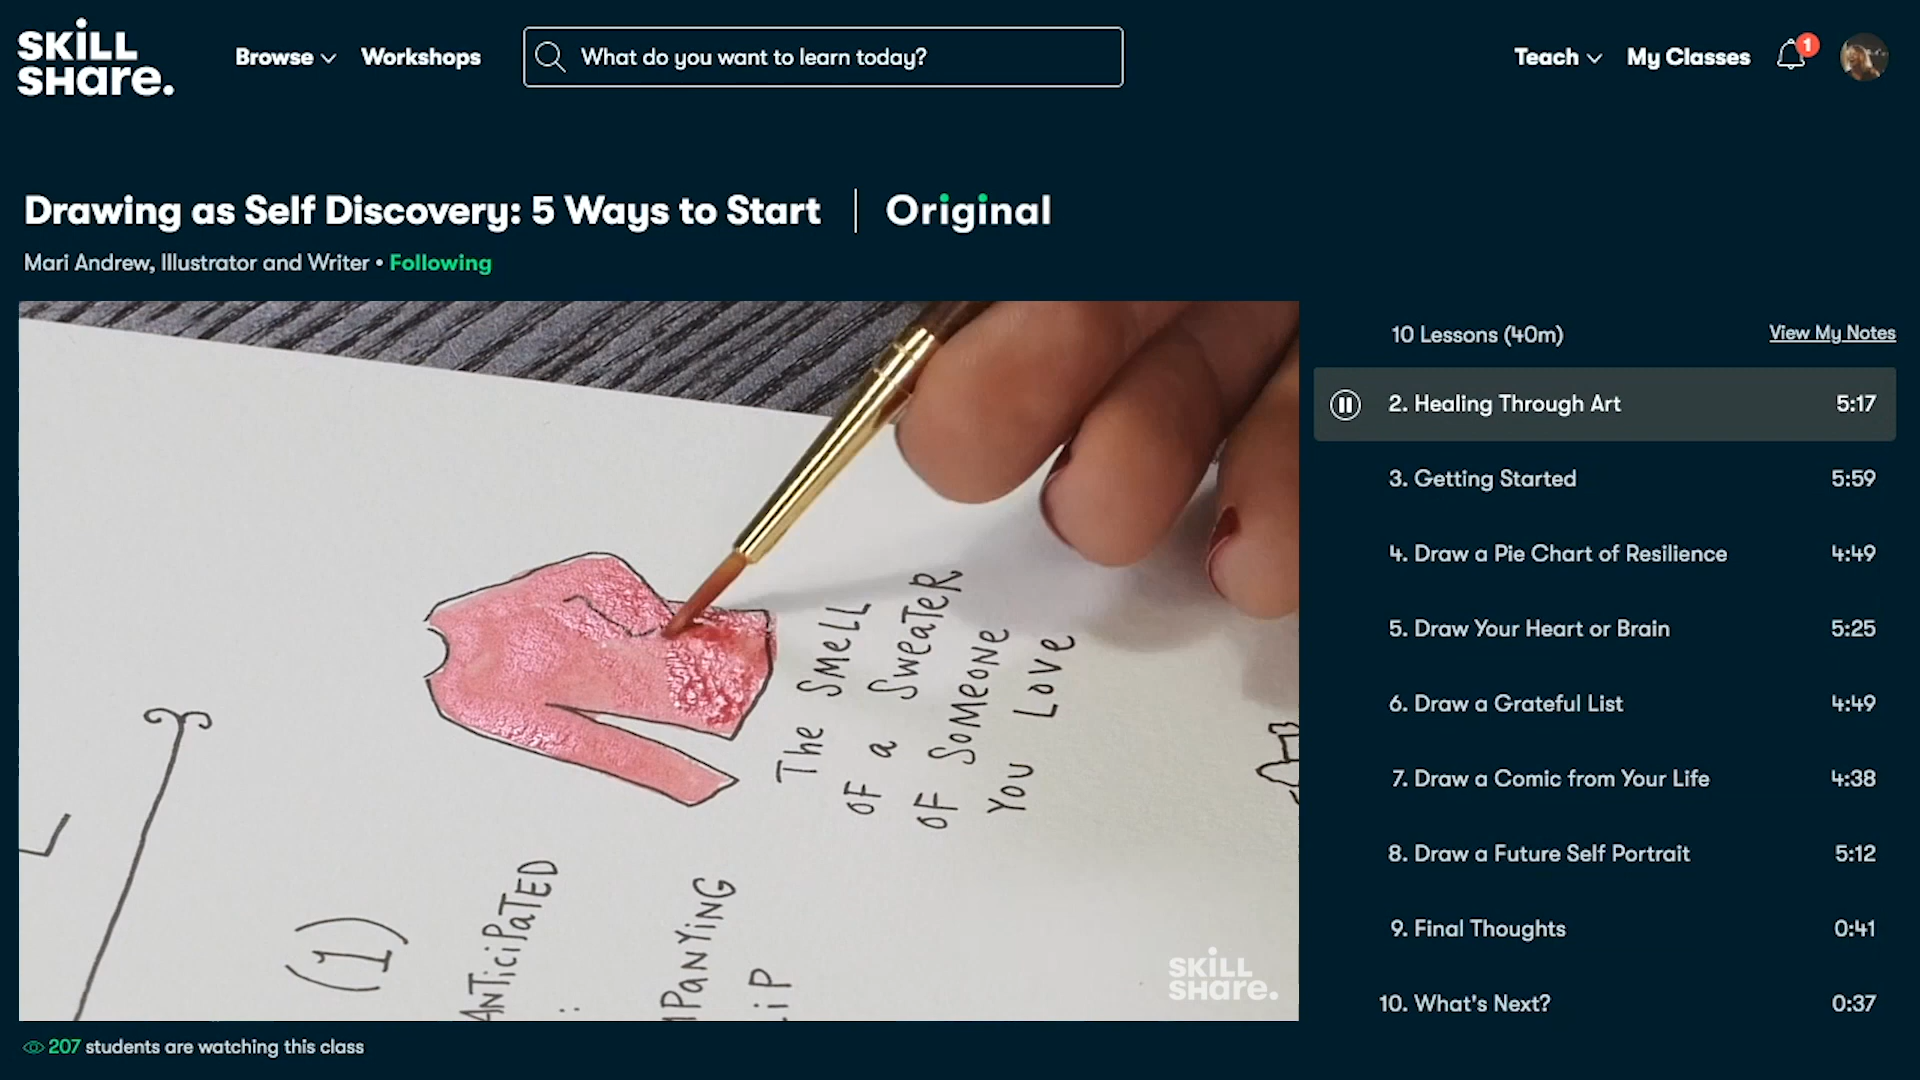 SKILL
SHare.
Browse
Workshops
What do you want to learn today?
Teach
My Classes
1
Drawing as Self Discovery: 5 Ways to Start
Original
Mari Andrew, Illustrator and Writer • Following
The SMeLL
OF a SweaTeR
OF SOMeONe
You Love
(1)
ANTiciPaTED
:
PaNYiNG
iP
SKILL
SHare.
10 Lessons (40m)
View My Notes
2. Healing Through Art
5:17
3. Getting Started
5:59
4. Draw a Pie Chart of Resilience
4:49
5. Draw Your Heart or Brain
5:25
6. Draw a Grateful List
4:49
7. Draw a Comic from Your Life
4:38
8. Draw a Future Self Portrait
5:12
9. Final Thoughts
0:41
10. What's Next?
0:37
207 students are watching this class